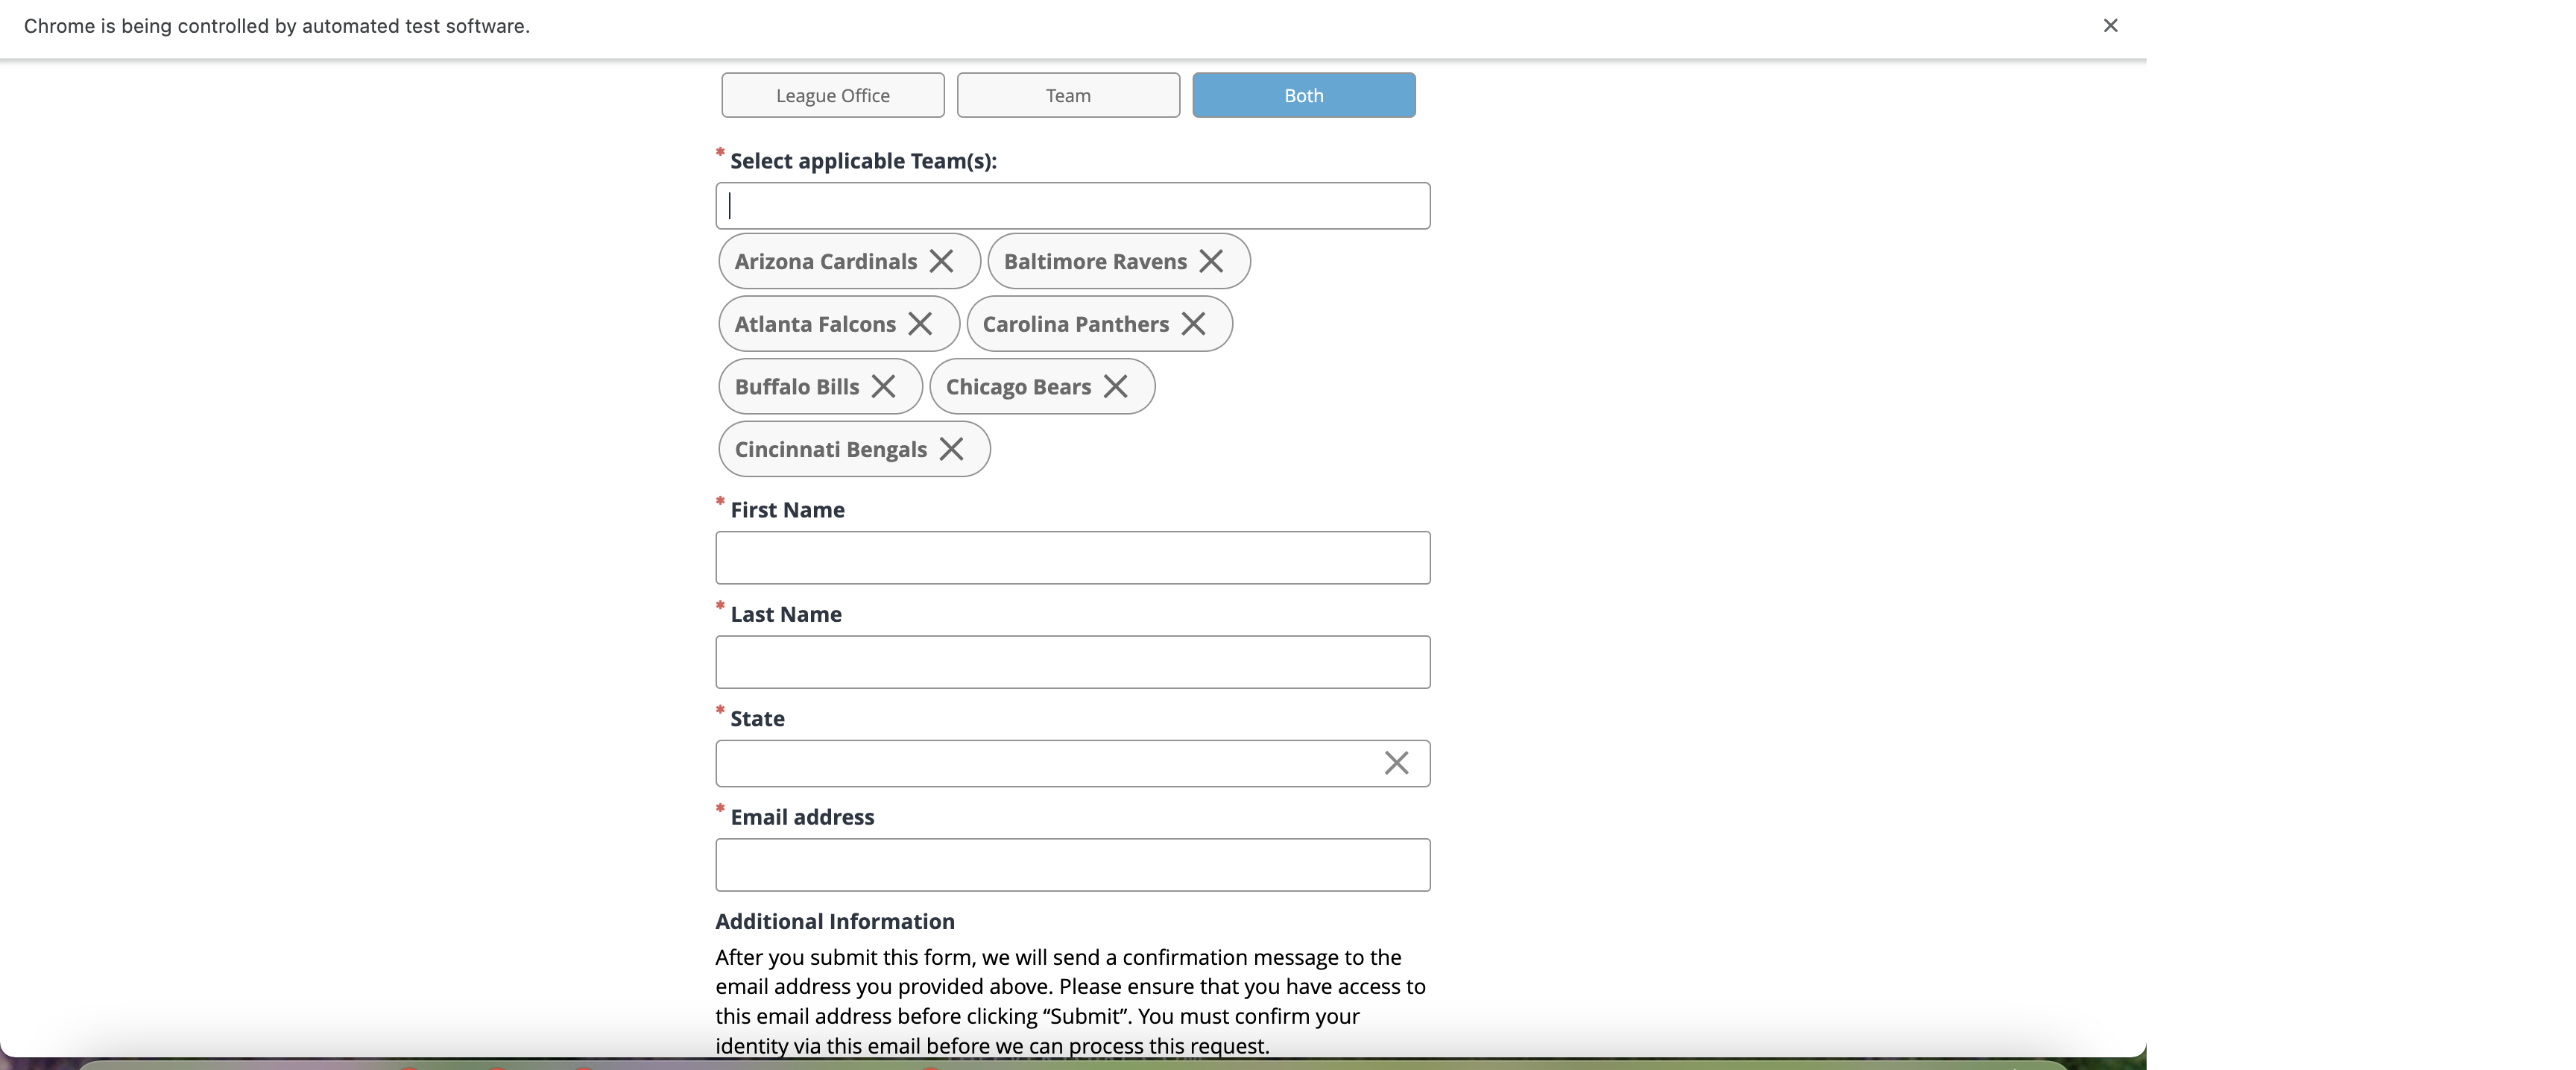 Chrome is being controlled by automated test software.
League Office Team Both
* Select applicable Team(s):
Arizona Cardinals Baltimore Ravens
Atlanta Falcons Carolina Panthers
Buffalo Bills Chicago Bears
Cincinnati Bengals
* First Name
* Last Name
* State
* Email address
Additional Information
After you submit this form, we will send a confirmation message to the
email address you provided above. Please ensure that you have access to
this email address before clicking “Submit”. You must confirm your
identity via this email before we can process this request.